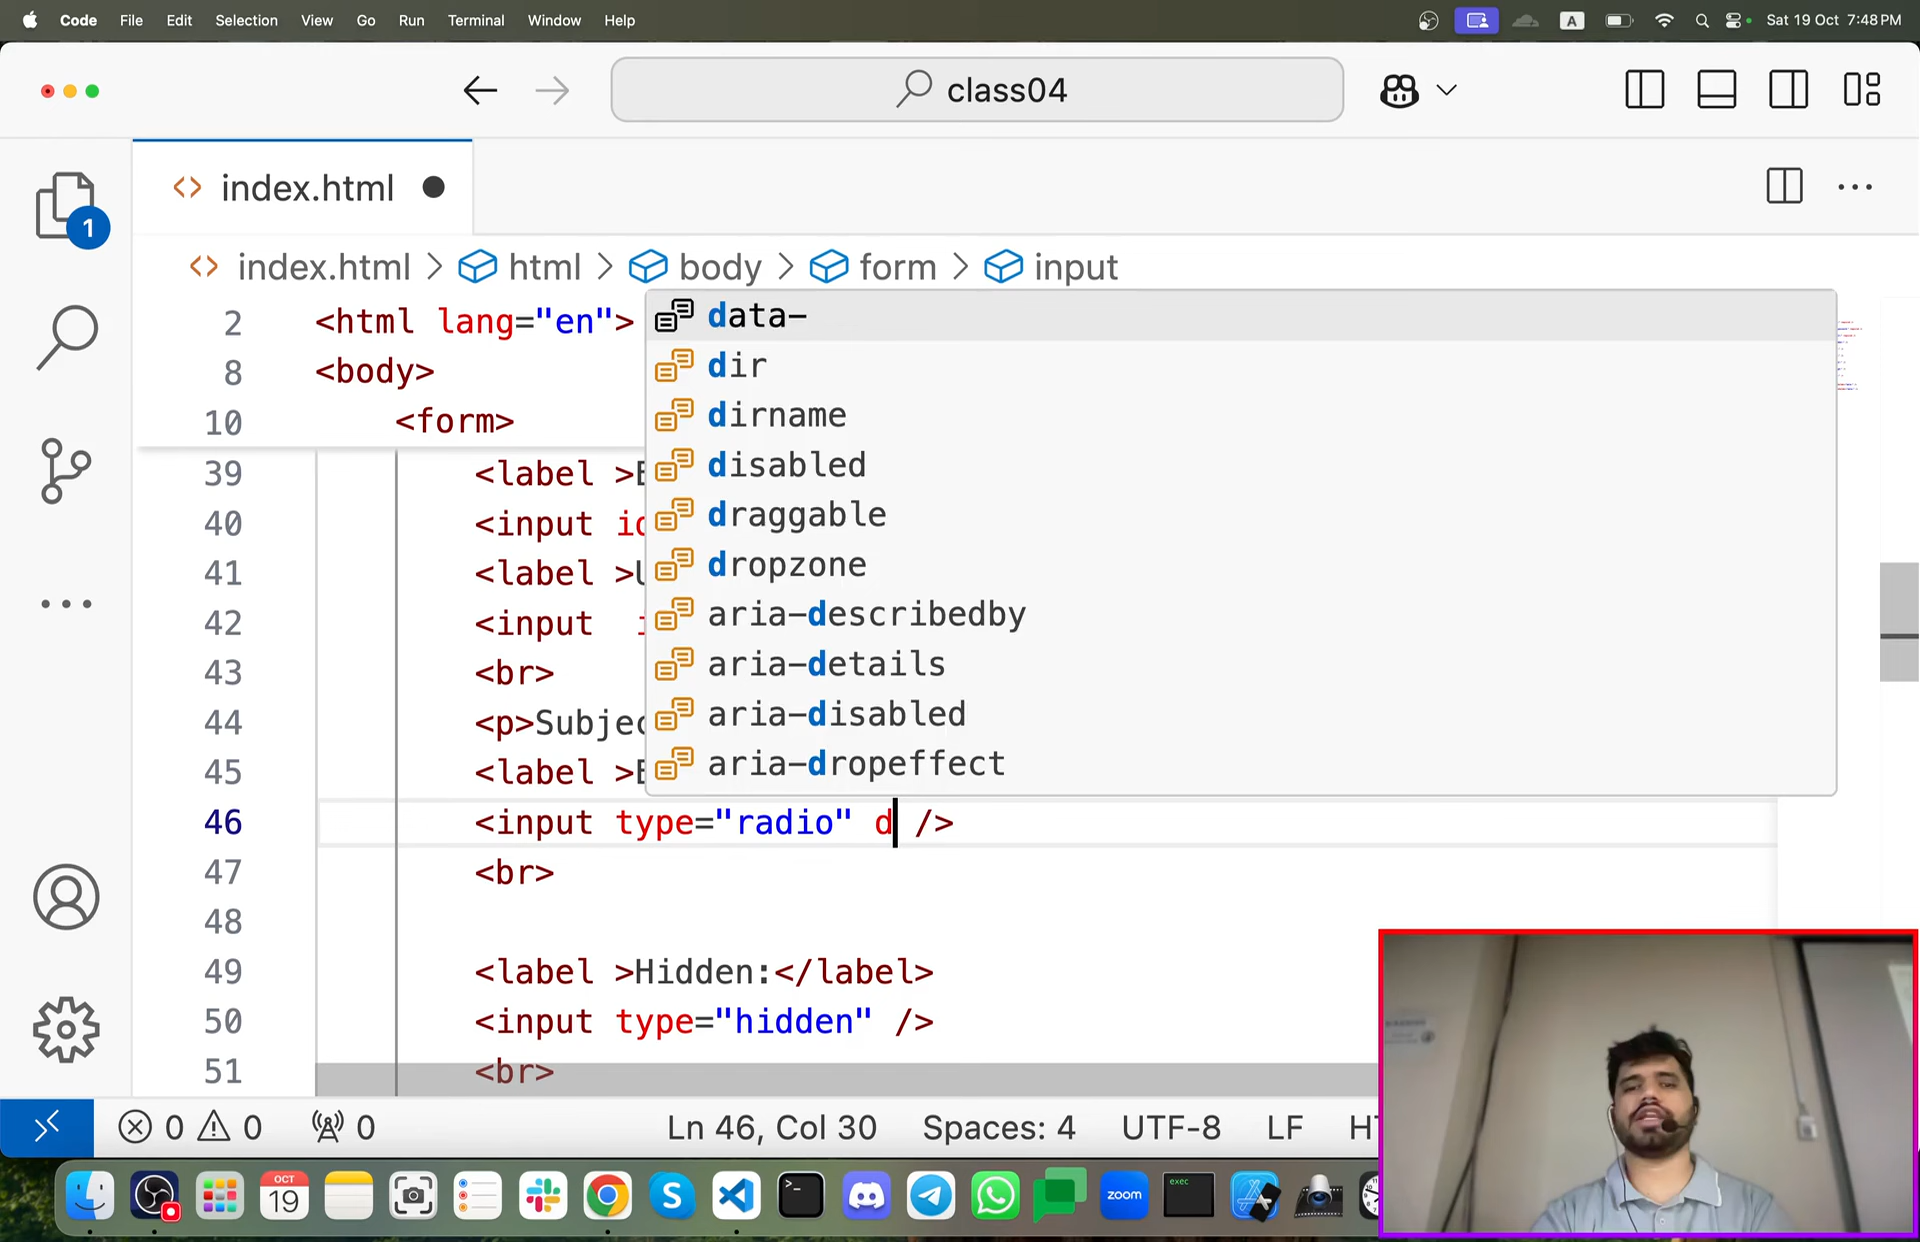 Code File Edit Selection View Go Run Terminal Window Help A Sat 19 Oct 7:48 PM
class04
index.html
1
index.html > html > body > form > input
2 <html lang="en">
8 <body>
10 <form>
39 <label >
40 <input
41 <label >
42 <input
43 <br>
44 <p>Subjec
45 <label >
46 <input type="radio" d />
47 <br>
48
49 <label >Hidden:</label>
50 <input type="hidden" />
51 <br>
data-
dir
dirname
disabled
draggable
dropzone
aria-describedby
aria-details
aria-disabled
aria-dropeffect
0 0 0 Ln 46, Col 30 Spaces: 4 UTF-8 LF
OCT
19
S
zoom
exec